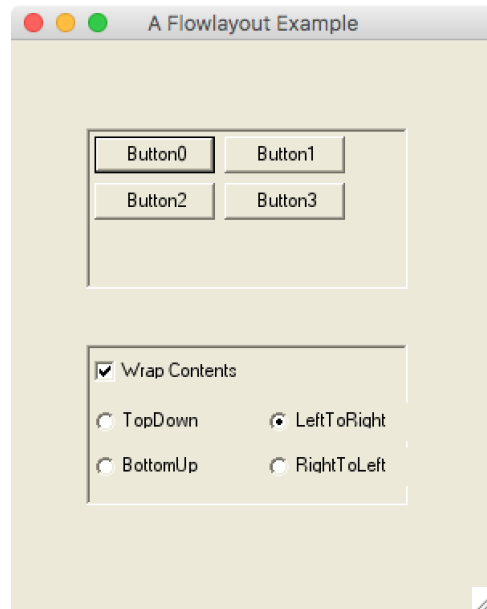 A Flowlayout Example
Button0 Button1
Button2 Button3
Wrap Contents
TopDown LeftToRight
BottomUp RightToLeft